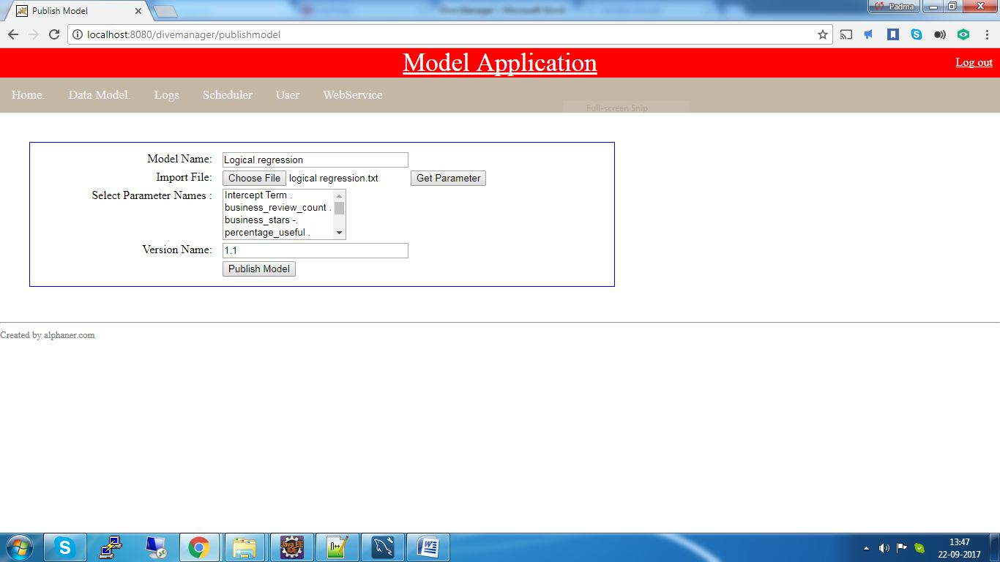 Publish Model
Padma
localhost:8080/divemanager/publishmodel
Model Application
Log out
Home.
Data Model.
Logs
Scheduler
User
WebService
Full-screen Snip
Model Name:
Logical regression
Import File:
Choose File
logical regression.txt
Get Parameter
Select Parameter Names :
Intercept Term .
business_review_count .
business_stars -.
percentage_useful .
Version Name:
1.1
Publish Model
Created by alphaner.com
Java EE
IDE
13:47
22-09-2017